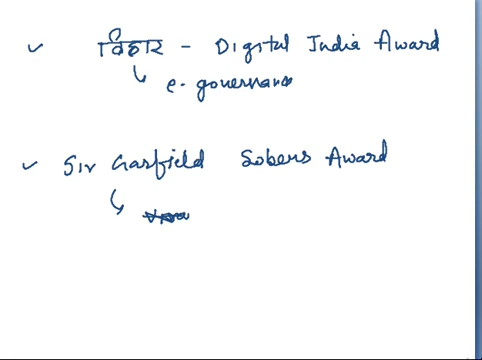 ✓ बिहार - Digital India Award
↳ e-governance
✓ Sir Garfield Sobers Award
↳